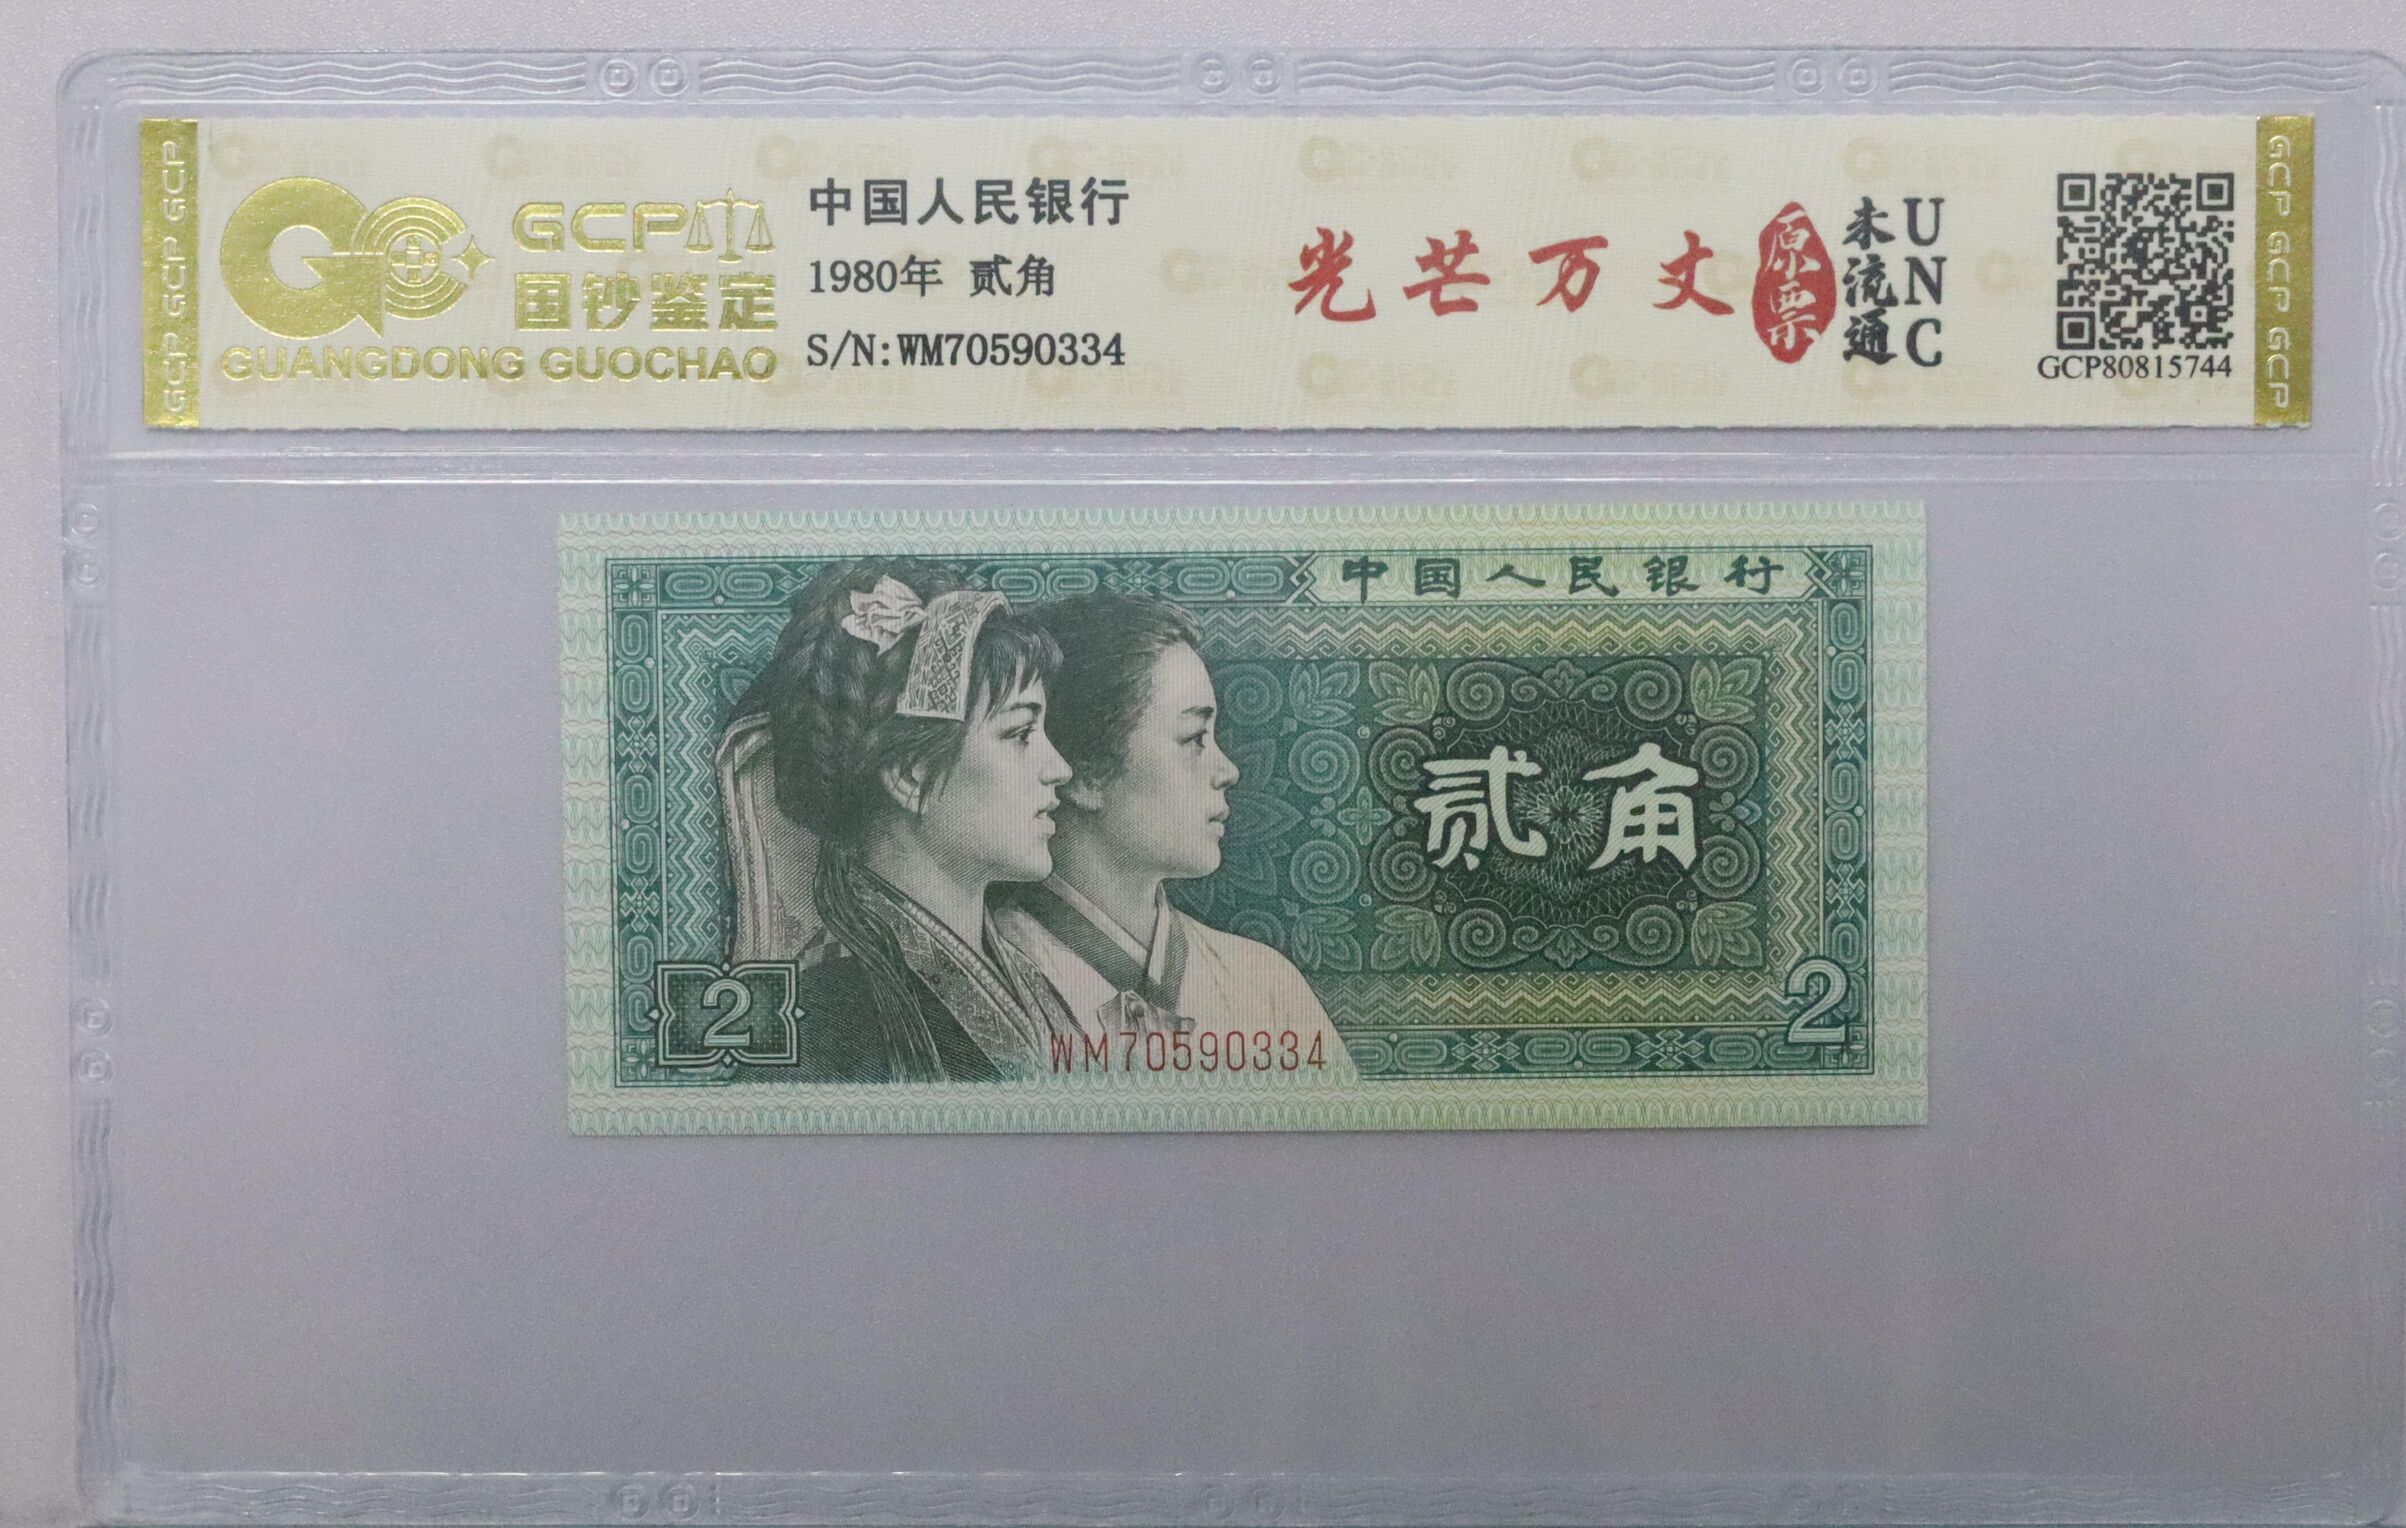 GCP GCP GCP
GCP
国钞鉴定
GUANGDONG GUOCHAO
中国人民银行
1980年 贰角
S/N:WM70590334
光芒万丈
原票
未流通
UNC
GCP80815744
GCP GCP GCP
中国人民银行
贰角
2
2
WM70590334